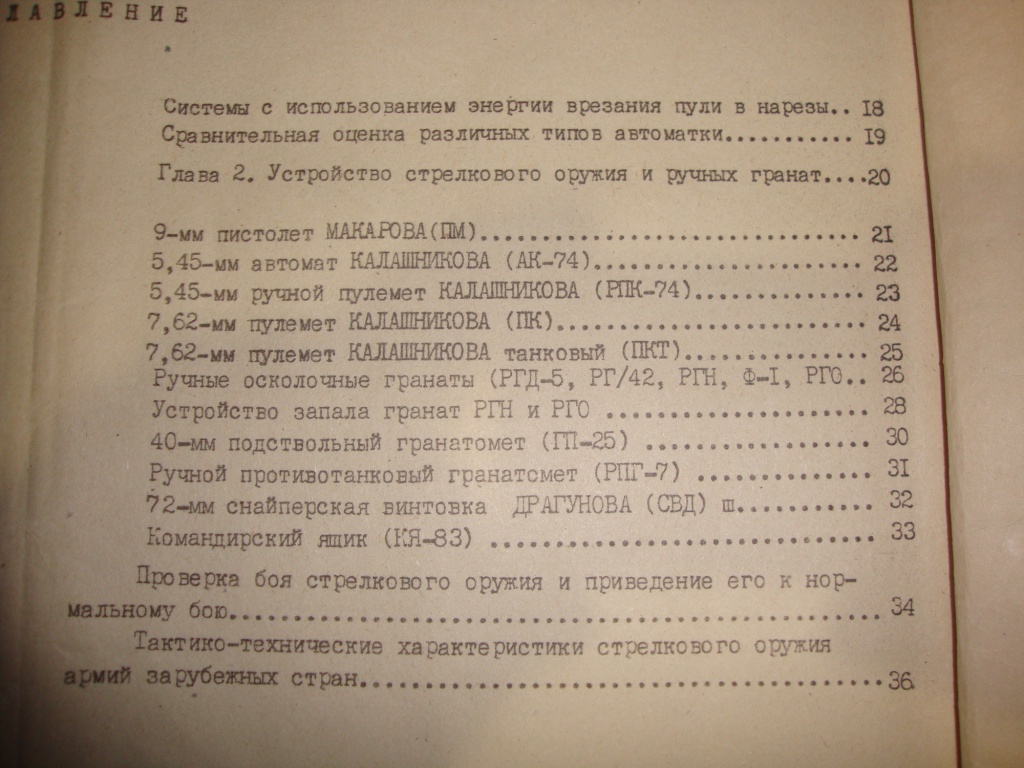 ЛАВЛЕНИЕ
Системы с использованием энергии врезания пули в нарезы.. I8
Сравнительная оценка различных типов автоматки........... I9
Глава 2. Устройство стрелкового оружия и ручных гранат....20
9-мм пистолет МАКАРОВА(ПМ)............................... 21
5,45-мм автомат КАЛАШНИКОВА (АК-74)...................... 22
5,45-мм ручной пулемет КАЛАШНИКОВА (РПК-74).............. 23
7,62-мм пулемет КАЛАШНИКОВА (ПК)......................... 24
7,62-мм пулемет КАЛАШНИКОВА танковый (ПКТ)............... 25
Ручные осколочные гранаты (РГД-5, РГ/42, РГН, Ф-I, РГО.. 26
Устройство запала гранат РГН и РГО ..................... 28
40-мм подствольный гранатомет (ГП-25) .................. 30
Ручной противотанковый гранатсмет (РПГ-7) .............. 31
72-мм снайперская винтовка ДРАГУНОВА (СВД) ш........... 32
Командирский ящик (КЯ-83) ............................... 33
Проверка боя стрелкового оружия и приведение его к нор-
мальному бою...................................................... 34
Тактико-технические характеристики стрелкового оружия
армий зарубежных стран...........................................36